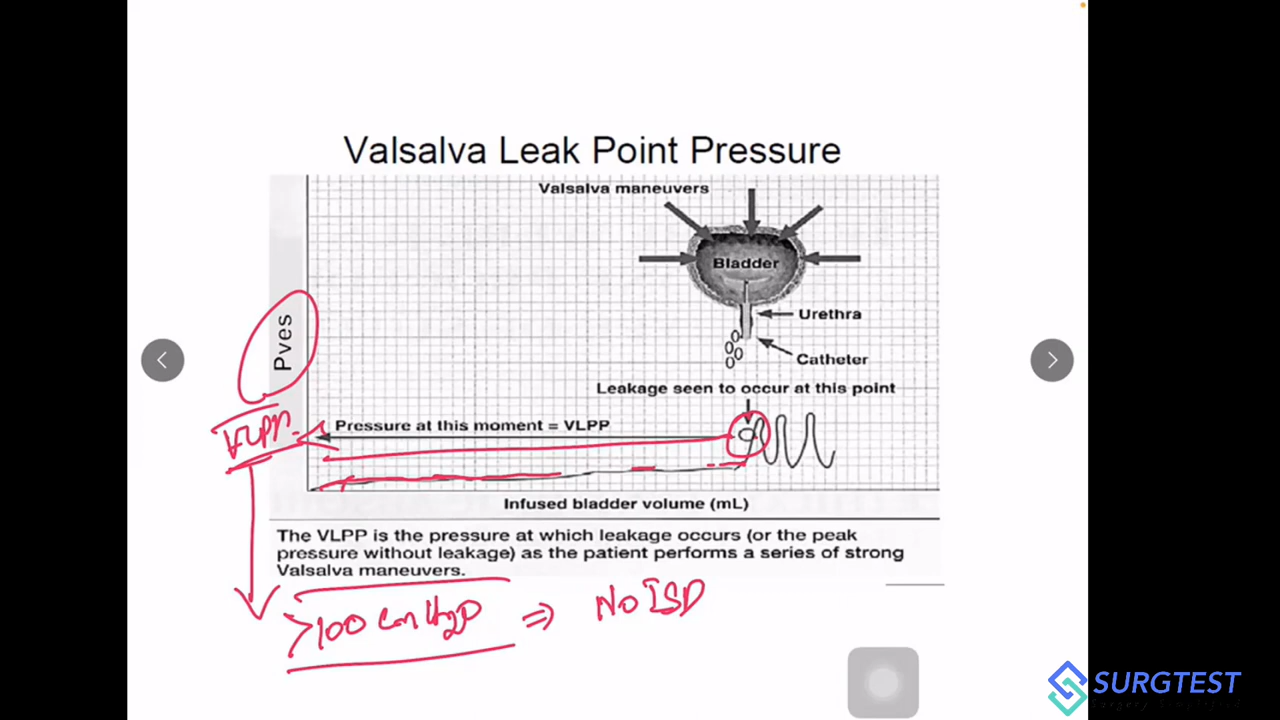 Valsalva Leak Point Pressure
Valsalva maneuvers
Bladder
Urethra
Catheter
Leakage seen to occur at this point
Pves
VLPP
Pressure at this moment = VLPP
Infused bladder volume (mL)
The VLPP is the pressure at which leakage occurs (or the peak
pressure without leakage) as the patient performs a series of strong
Valsalva maneuvers.
>100 cm H2O ⇒ NO ISD
SURGTEST
Surgery Simplified